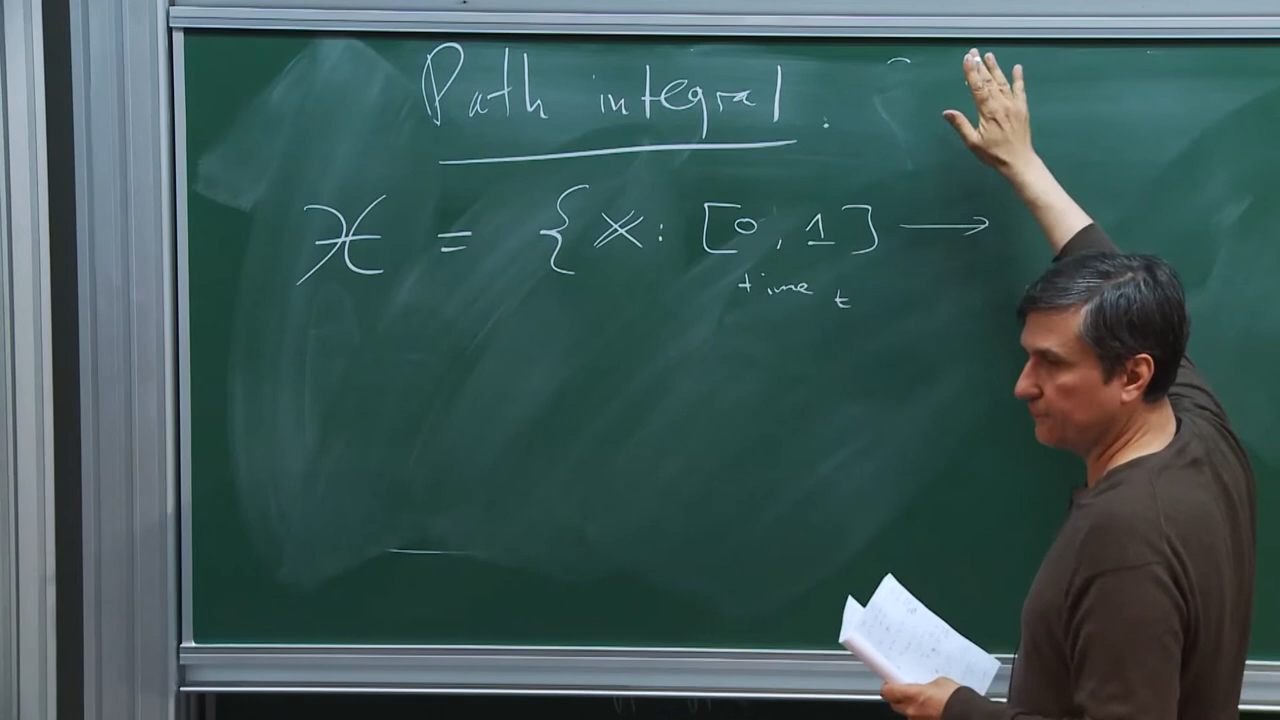 Path integral.
𝒳 = { 𝕏 : [0, 1] ⟶
time t